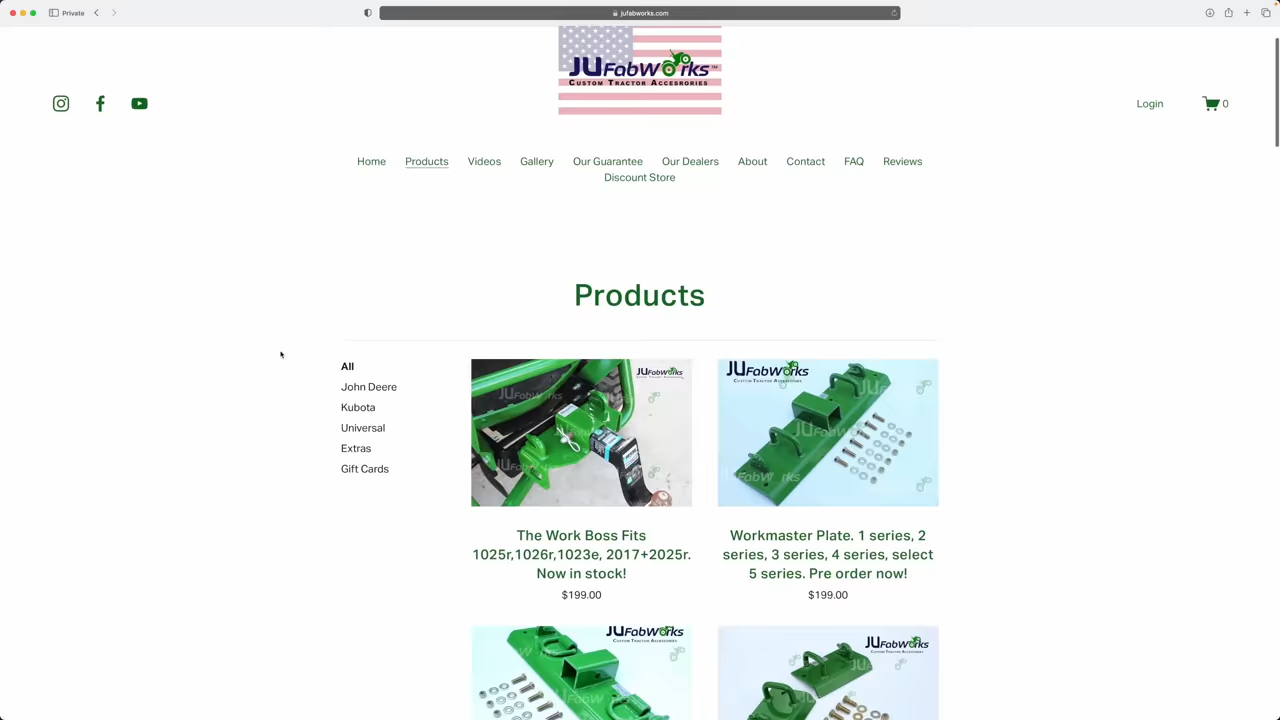 Private
jufabworks.com
JUFabWorks™
CUSTOM TRACTOR ACCESRORIES
Login
0
Home Products Videos Gallery Our Guarantee Our Dealers About Contact FAQ Reviews
Discount Store
Products
All
John Deere
Kubota
Universal
Extras
Gift Cards
JUFabWorks
CUSTOM TRACTOR ACCESSORIES
JUFabWorks
CUSTOM TRACTOR ACCESSORIES
The Work Boss Fits
1025r,1026r,1023e, 2017+2025r.
Now in stock!
$199.00
Workmaster Plate. 1 series, 2
series, 3 series, 4 series, select
5 series. Pre order now!
$199.00
JUFabWorks
CUSTOM TRACTOR ACCESSORIES
JUFabWorks
CUSTOM TRACTOR ACCESSORIES